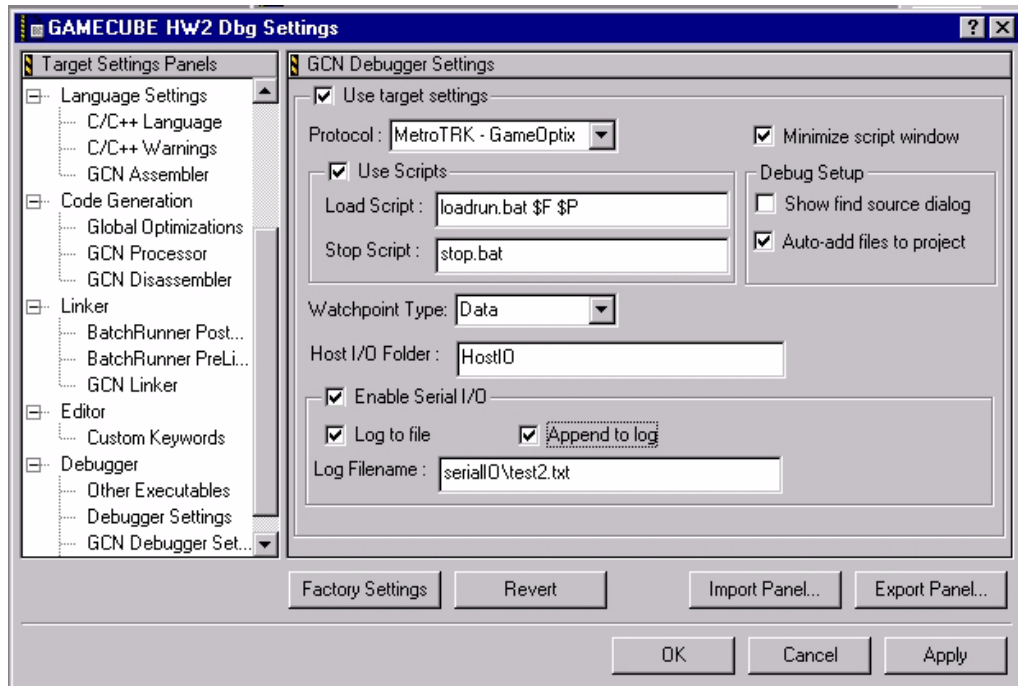 GAMECUBE HW2 Dbg Settings
Target Settings Panels
Language Settings
C/C++ Language
C/C++ Warnings
GCN Assembler
Code Generation
Global Optimizations
GCN Processor
GCN Disassembler
Linker
BatchRunner Post...
BatchRunner PreLi...
GCN Linker
Editor
Custom Keywords
Debugger
Other Executables
Debugger Settings
GCN Debugger Set...
GCN Debugger Settings
Use target settings
Protocol : MetroTRK - GameOptix
Minimize script window
Use Scripts
Load Script : loadrun.bat $F $P
Stop Script : stop.bat
Debug Setup
Show find source dialog
Auto-add files to project
Watchpoint Type: Data
Host I/O Folder : HostIO
Enable Serial I/O
Log to file
Append to log
Log Filename : serialIO\test2.txt
Factory Settings
Revert
Import Panel...
Export Panel...
OK
Cancel
Apply